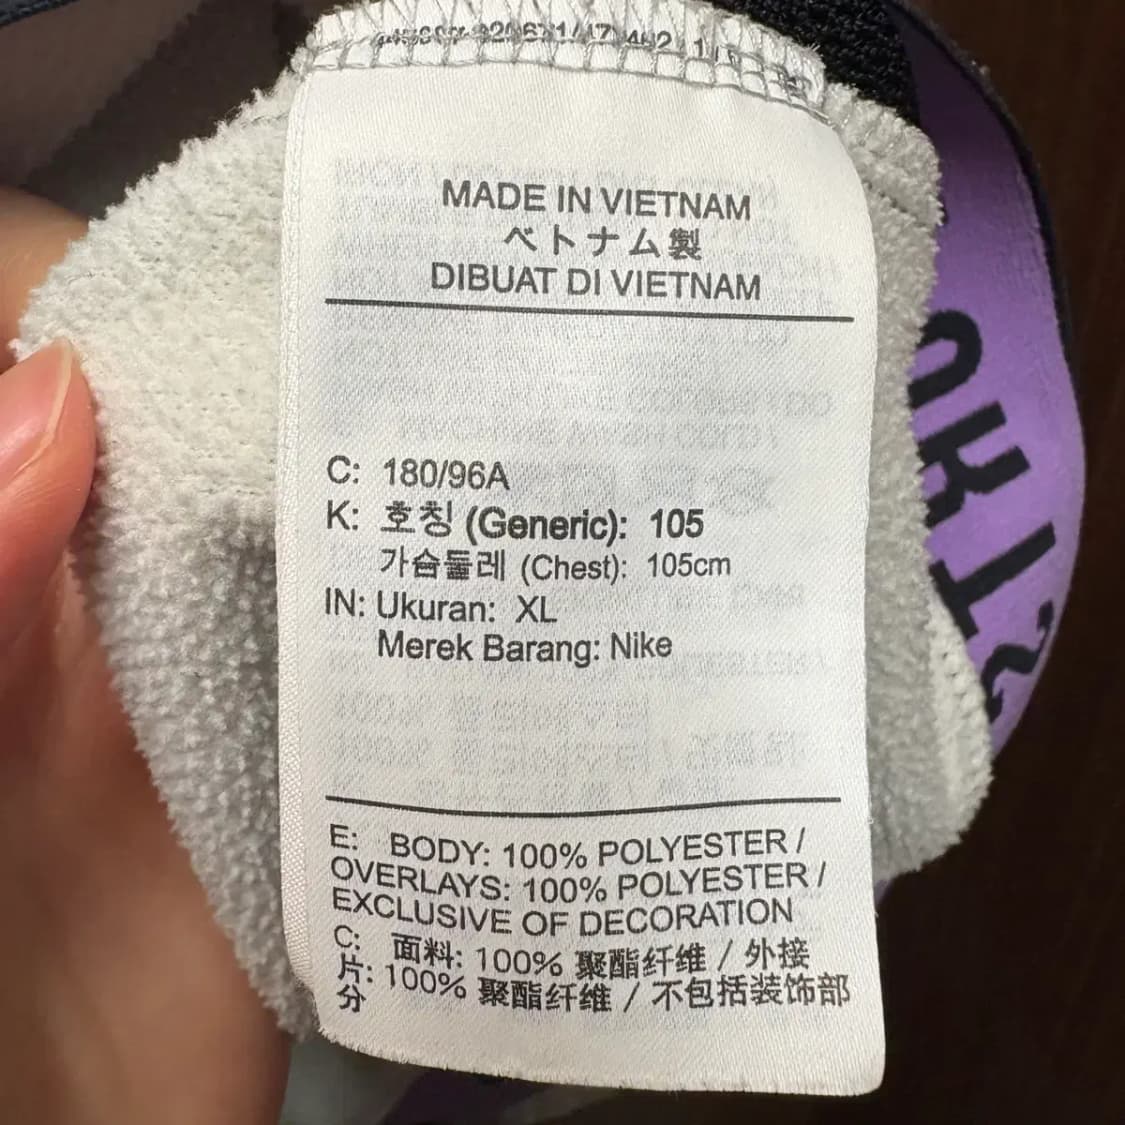 MADE IN VIETNAM
ベトナム製
DIBUAT DI VIETNAM
C: 180/96A
K: 호칭 (Generic): 105
가슴둘레 (Chest): 105cm
IN: Ukuran: XL
Merek Barang: Nike
E: BODY: 100% POLYESTER /
OVERLAYS: 100% POLYESTER /
EXCLUSIVE OF DECORATION
C: 面料: 100% 聚酯纤维 / 外接
片: 100% 聚酯纤维 / 不包括装饰部
分